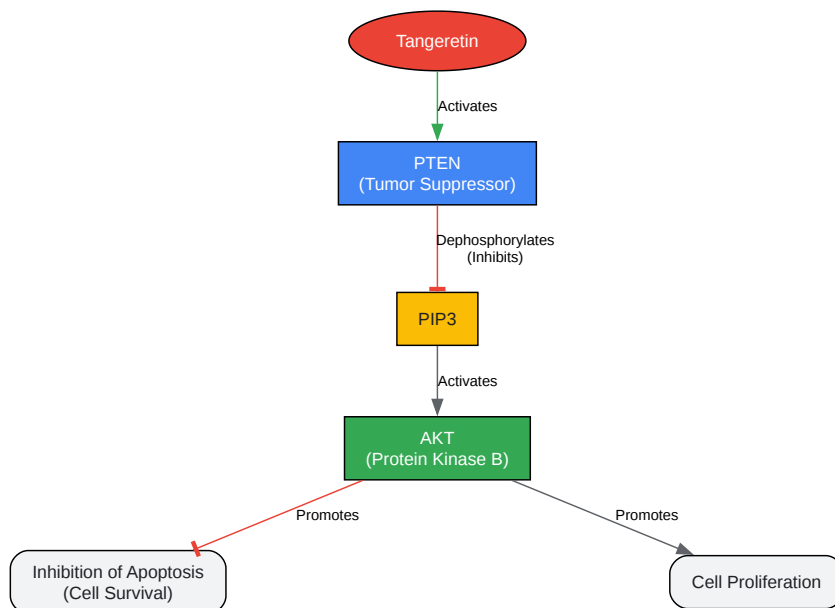 Tangeretin
Activates
PTEN
(Tumor Suppressor)
Dephosphorylates
(Inhibits)
PIP3
Activates
AKT
(Protein Kinase B)
Promotes
Promotes
Inhibition of Apoptosis
(Cell Survival)
Cell Proliferation